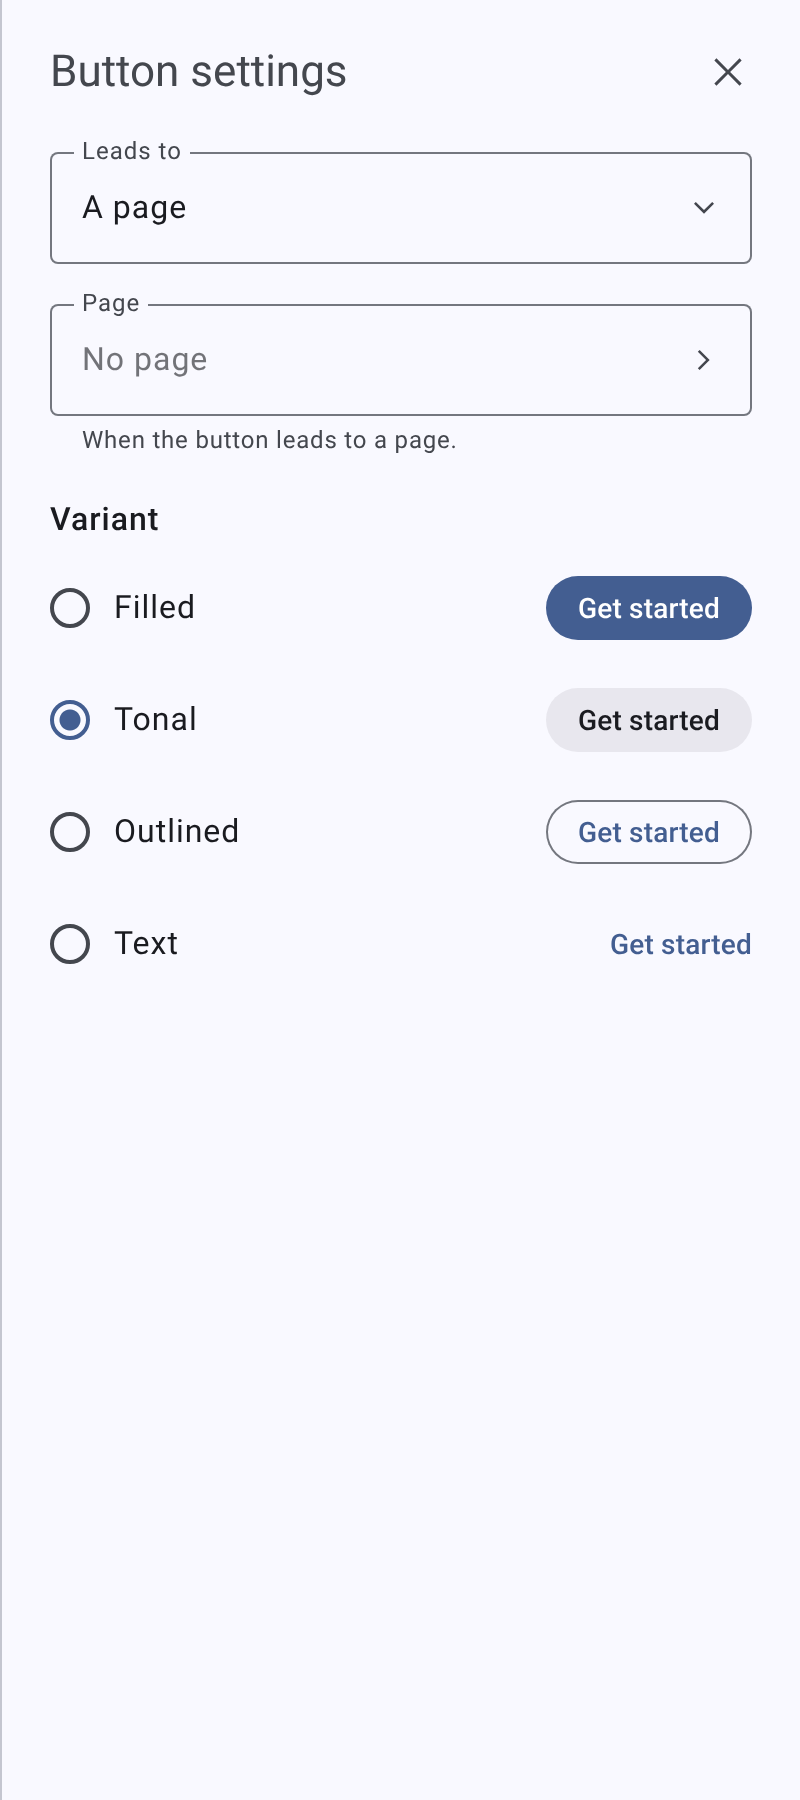 Button settings
Leads to
A page
Page
No page
When the button leads to a page.
Variant
Filled
Get started
Tonal
Get started
Outlined
Get started
Text
Get started